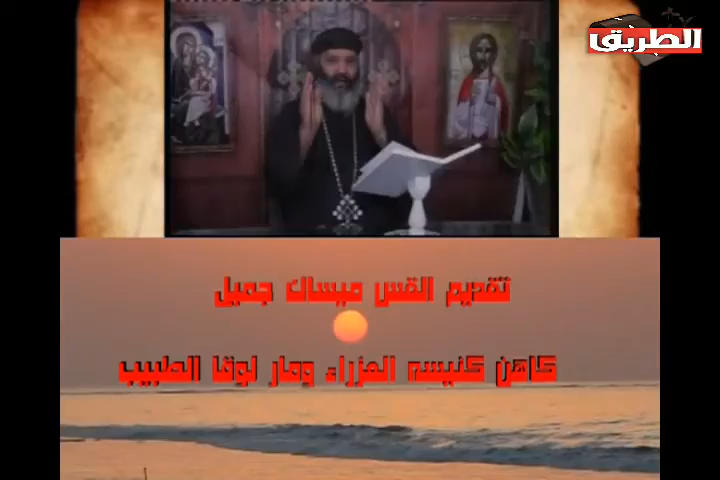 الطريق
تقديم القس ميساك جميل
كاهن كنيسه العزراء ومار لوقا الطبيب